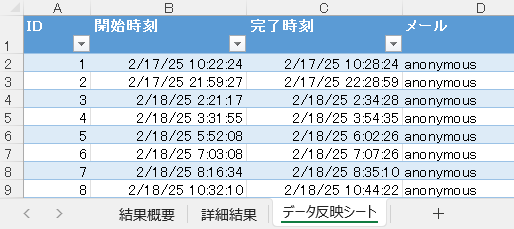 A B C D
1 ID 開始時刻 完了時刻 メール
2 1 2/17/25 10:22:24 2/17/25 10:28:24 anonymous
3 2 2/17/25 21:59:27 2/17/25 22:28:59 anonymous
4 3 2/18/25 2:21:17 2/18/25 2:34:28 anonymous
5 4 2/18/25 3:31:55 2/18/25 3:54:35 anonymous
6 5 2/18/25 5:52:08 2/18/25 6:02:26 anonymous
7 6 2/18/25 7:03:08 2/18/25 7:07:26 anonymous
8 7 2/18/25 8:16:34 2/18/25 8:35:10 anonymous
9 8 2/18/25 10:32:10 2/18/25 10:44:22 anonymous
結果概要 詳細結果 データ反映シート +